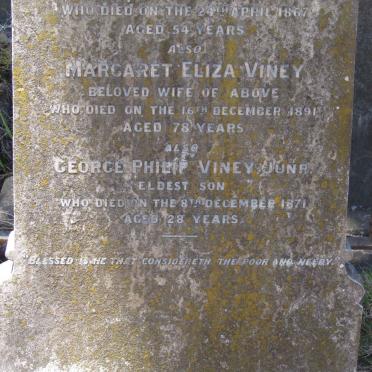 WHO DIED ON THE 24TH APRIL 1867
AGED 54 YEARS
ALSO
MARGARET ELIZA VINEY
BELOVED WIFE OF ABOVE
WHO DIED ON THE 16TH DECEMBER 1891
AGED 78 YEARS
ALSO
GEORGE PHILIP VINEY JUNR.
ELDEST SON
WHO DIED ON THE 8TH DECEMBER 1871
AGED 28 YEARS.
BLESSED IS HE THAT CONSIDERETH THE POOR AND NEEDY.